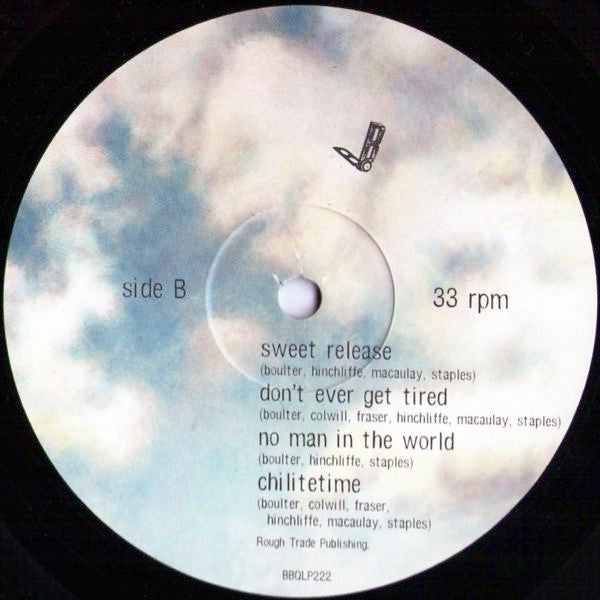 side B
33 rpm
sweet release
(boulter, hinchliffe, macaulay, staples)
don't ever get tired
(boulter, colwill, fraser, hinchliffe, macaulay, staples)
no man in the world
(boulter, hinchliffe, staples)
chilitetime
(boulter, colwill, fraser,
hinchliffe, macaulay, staples)
Rough Trade Publishing.
BBQLP222